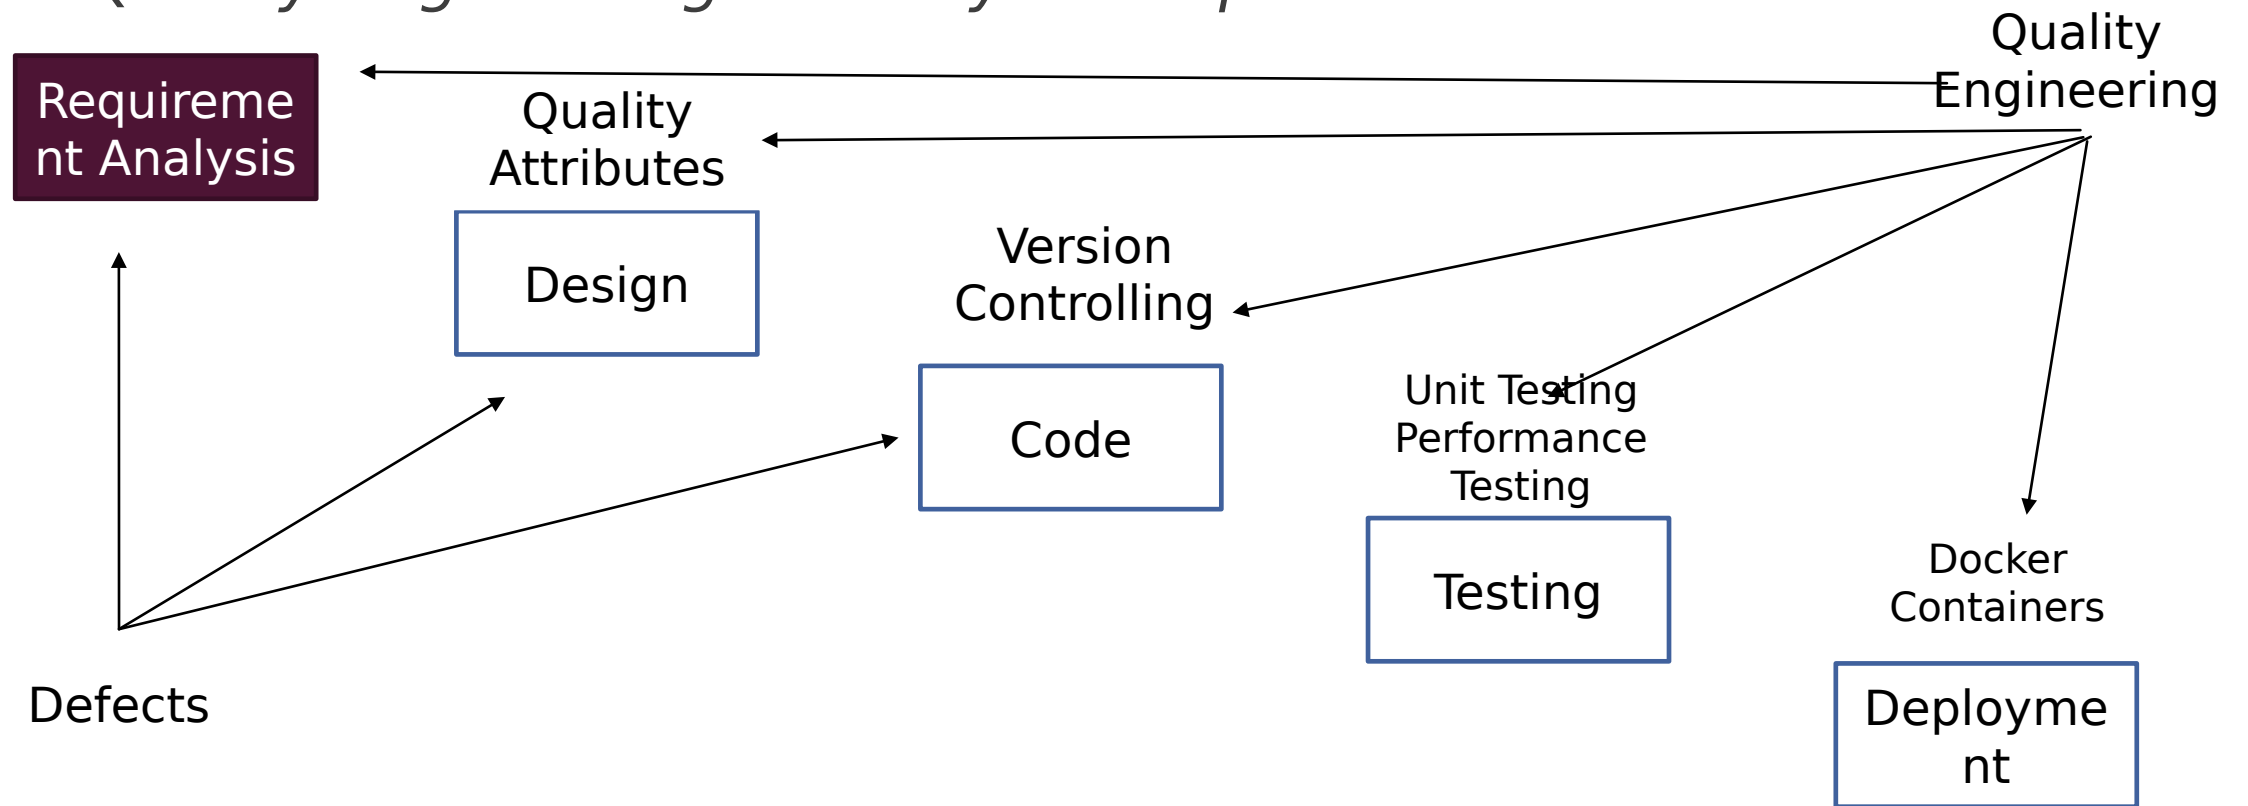 Quality
Engineering
Requireme
nt Analysis
Quality
Attributes
Design
Version
Controlling
Code
Unit Testing
Performance
Testing
Testing
Docker
Containers
Deployme
nt
Defects